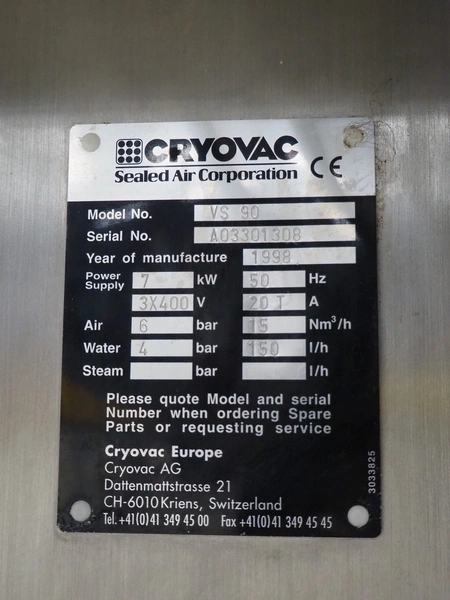 CRYOVAC
Sealed Air Corporation CE
Model No. VS 90
Serial No. A03301308
Year of manufacture 1998
Power Supply 7 kW 50 Hz
3X400 V 20 T A
Air 6 bar 15 Nm³/h
Water 4 bar 150 l/h
Steam bar l/h
Please quote Model and serial
Number when ordering Spare
Parts or requesting service
Cryovac Europe
Cryovac AG
Dattenmattstrasse 21
CH-6010 Kriens, Switzerland
Tel. +41(0)41 349 45 00 Fax +41(0)41 349 45 45
3033825